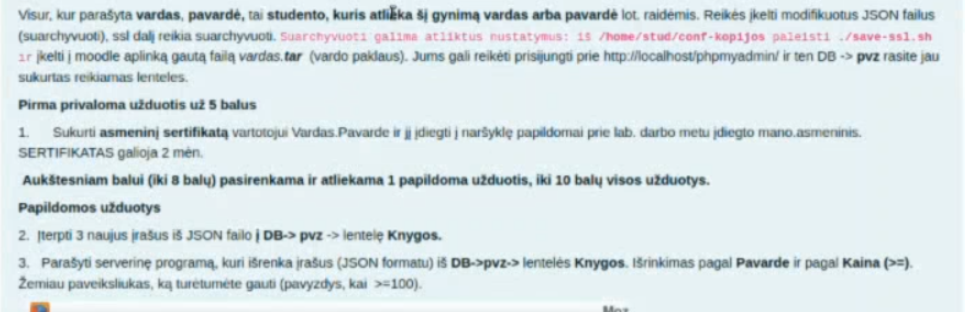 Visur, kur parašyta vardas, pavardė, tai studento, kuris atlieka šį gynimą vardas arba pavardė lot. raidėmis. Reikės įkelti modifikuotus JSON failus
(suarchyvuoti), ssl dalį reikia suarchyvuoti. Suarchyvuoti galima atliktus nustatymus: iš /home/stud/conf-kopijos paleisti ./save-ssl.sh
ir įkelti į moodle aplinką gautą failą vardas.tar (vardo paklaus). Jums gali reikėti prisijungti prie http://localhost/phpmyadmin/ ir ten DB -> pvz rasite jau
sukurtas reikiamas lenteles.
Pirma privaloma užduotis už 5 balus
1. Sukurti asmeninį sertifikatą vartotojui Vardas.Pavarde ir jį įdiegti į naršyklę papildomai prie lab. darbo metu įdiegto mano.asmeninis.
SERTIFIKATAS galioja 2 mėn.
Aukštesniam balui (iki 8 balų) pasirenkama ir atliekama 1 papildoma užduotis, iki 10 balų visos užduotys.
Papildomos užduotys
2. Įterpti 3 naujus įrašus iš JSON failo į DB-> pvz -> lentelę Knygos.
3. Parašyti serverinę programą, kuri išrenka įrašus (JSON formatu) iš DB->pvz-> lentelės Knygos. Išrinkimas pagal Pavarde ir pagal Kaina (>=).
Žemiau paveiksliukas, ką turėtumėte gauti (pavyzdys, kai >=100).